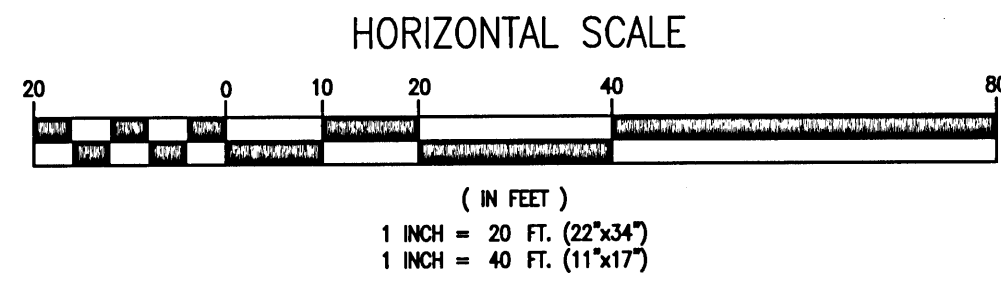 HORIZONTAL SCALE
20 0 10 20 40 80
( IN FEET )
1 INCH = 20 FT. (22"x34")
1 INCH = 40 FT. (11"x17")